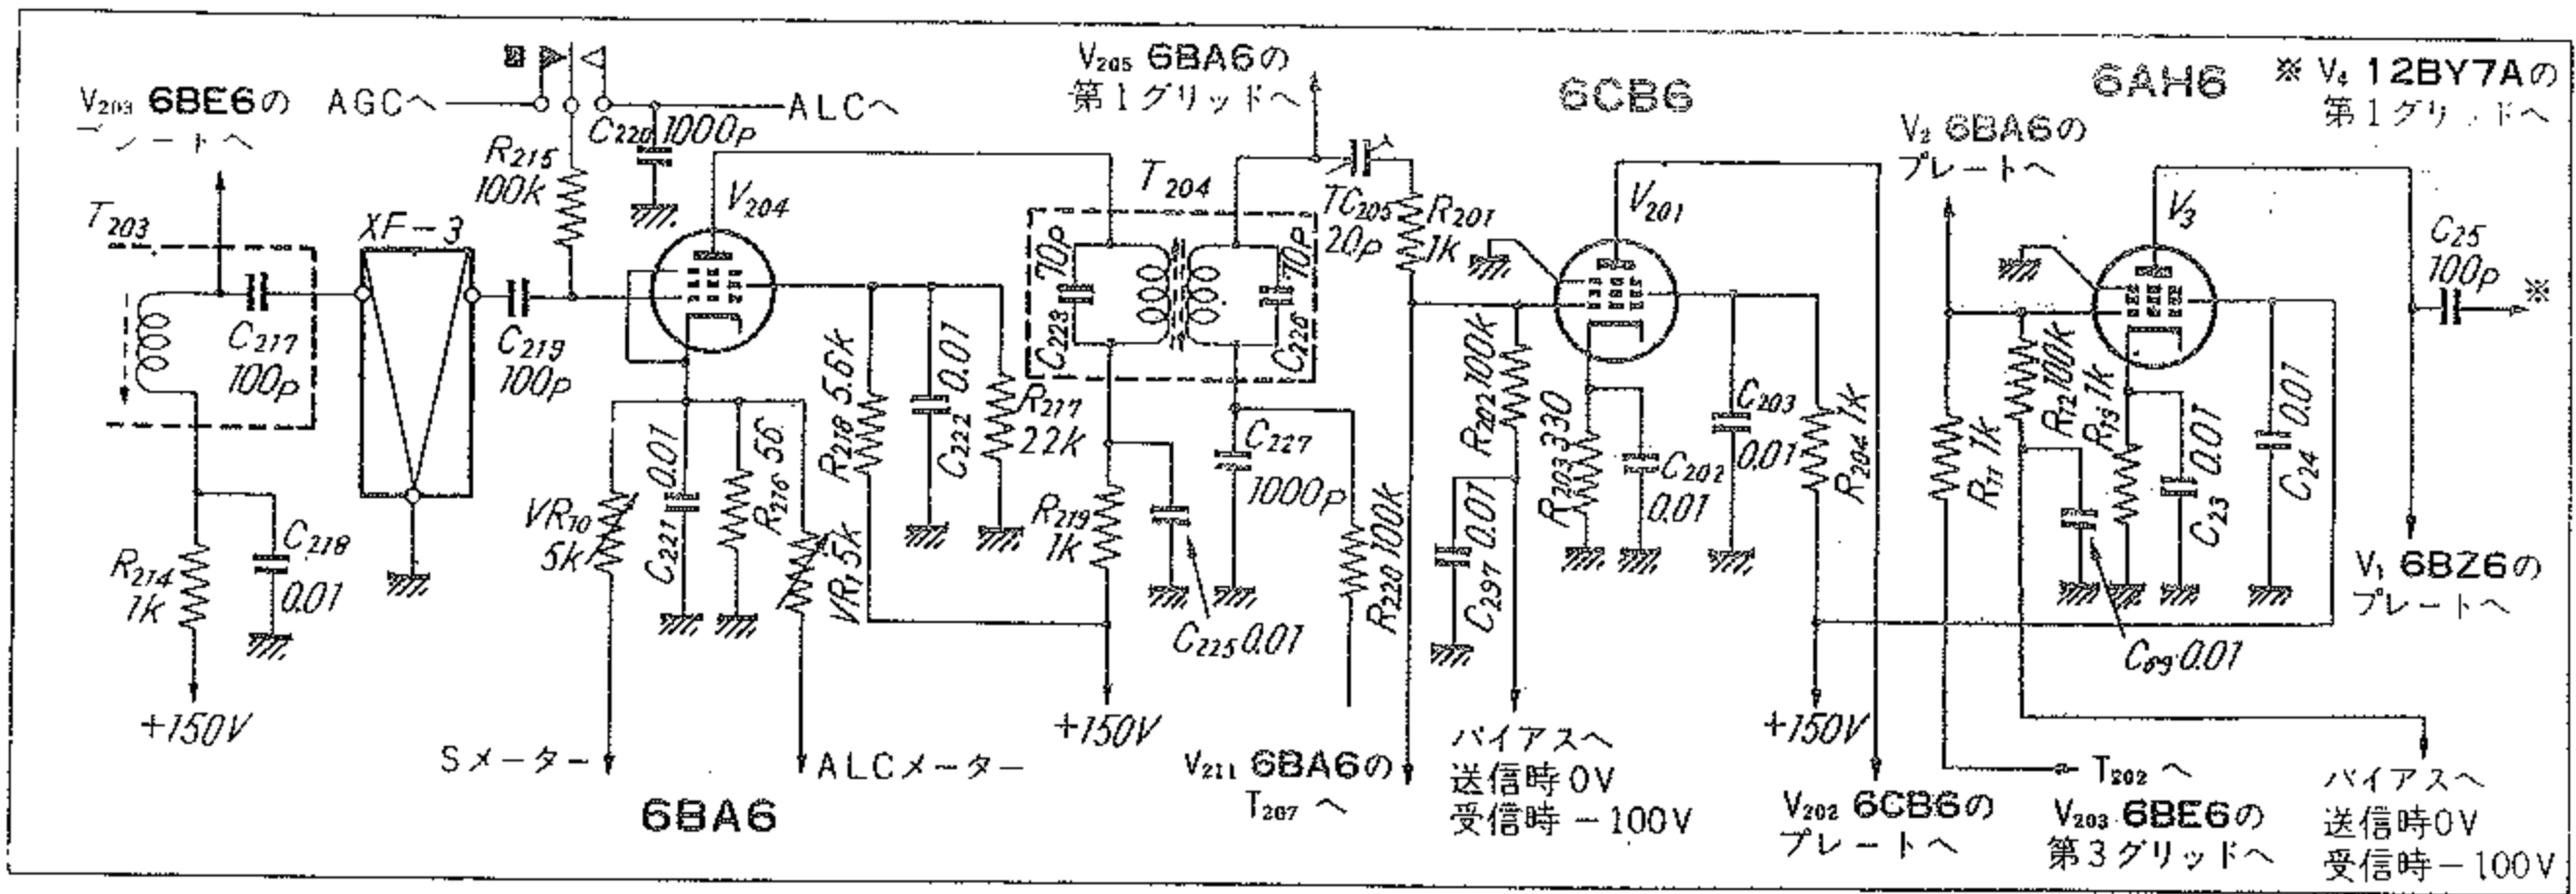 V203 6BE6の
プレートへ
AGCへ
ALCへ
C220 1000p
R215
100k
T203
C217
100p
XF-3
C219
100p
V204
R214
1k
C218
0.01
+150V
VR10
5k
C221 0.01
R216 56
VR1 5k
Sメーター
ALCメーター
6BA6
R218 5.6k
C222 0.01
R217
22k
T204
C223 70p
70p
R219
1k
C225 0.01
+150V
C227
1000p
R220 100k
V205 6BA6の
第1グリッドへ
TC205
20p
R201
1k
V211 6BA6の
T207 へ
6CB6
V201
R202 100k
C297 0.01
R203 330
C202
0.01
C203
0.01
R204 1k
バイアスへ
送信時0V
受信時−100V
+150V
V202 6CB6の
プレートへ
6AH6
V2 6BA6の
プレートへ
V3
R11 1k
R12 100k
R13 1k
C23 0.01
C24 0.01
C69 0.01
T202 へ
V203 6BE6の
第3グリッドへ
バイアスへ
送信時0V
受信時−100V
※ V4 12BY7Aの
第1グリッドへ
C25
100p
※
V1 6BZ6の
プレートへ